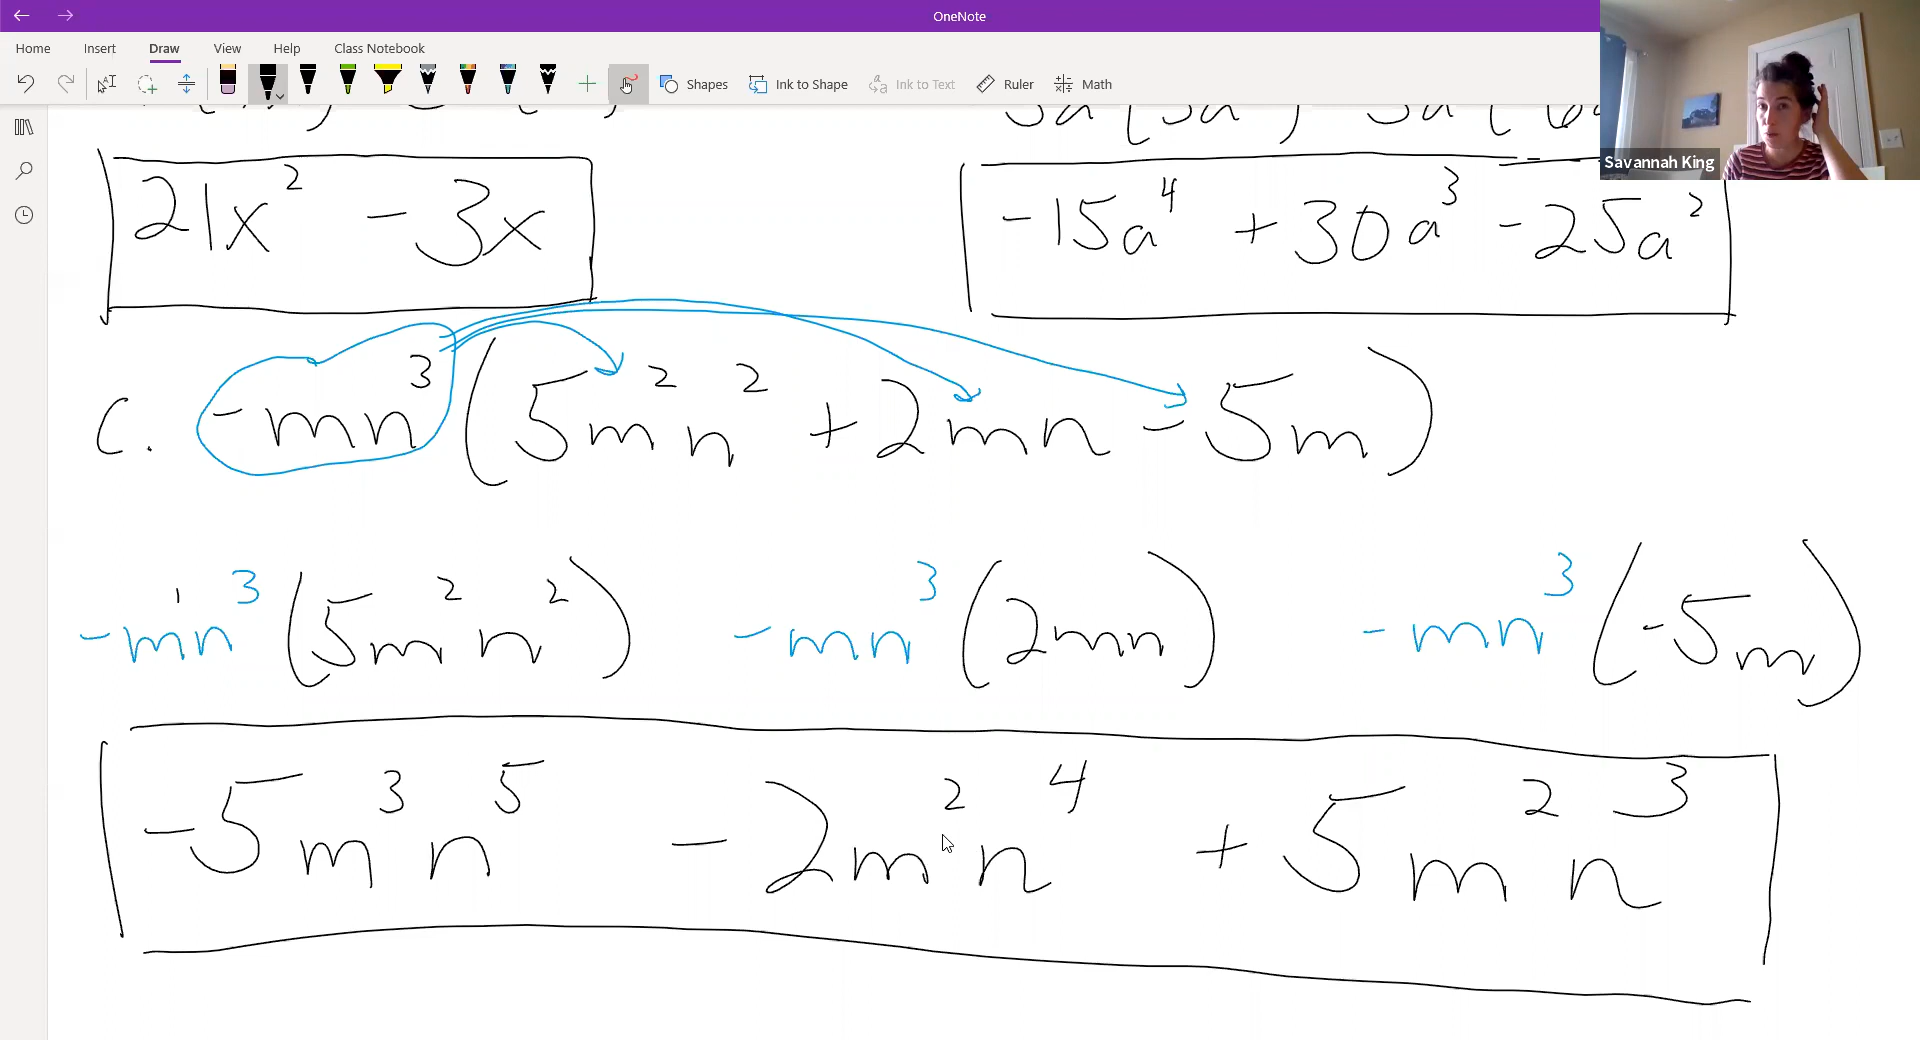 OneNote
Home Insert Draw View Help Class Notebook
Shapes Ink to Shape Ink to Text Ruler Math
Savannah King
21x² - 3x
-15a⁴ + 30a³ - 25a²
C. -mn³(5m²n² + 2mn - 5m)
-m¹n³(5m²n²) -mn³(2mn) -mn³(-5m)
-5m³n⁵ - 2m²n⁴ + 5m²n³